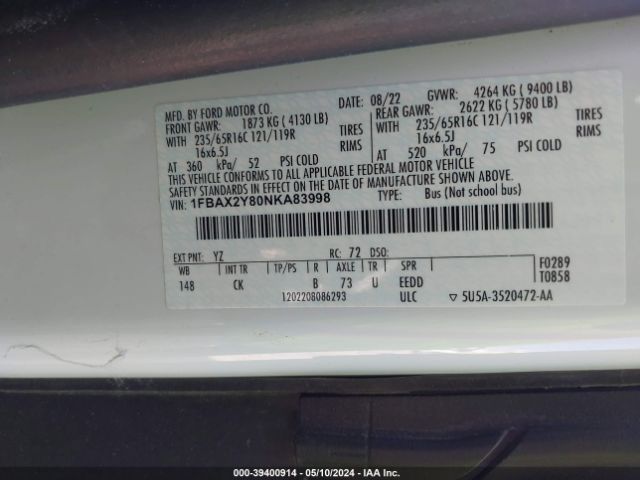 MFD. BY FORD MOTOR CO. DATE: 08/22 GVWR: 4264 KG ( 9400 LB)
FRONT GAWR: 1873 KG ( 4130 LB) REAR GAWR: 2622 KG ( 5780 LB)
WITH 235/65R16C 121/119R TIRES WITH 235/65R16C 121/119R TIRES
16x6.5J RIMS 16x6.5J RIMS
AT 360 kPa/ 52 PSI COLD AT 520 kPa/ 75 PSI COLD
THIS VEHICLE CONFORMS TO ALL APPLICABLE FEDERAL MOTOR VEHICLE
SAFETY STANDARDS IN EFFECT ON THE DATE OF MANUFACTURE SHOWN ABOVE.
VIN: 1FBAX2Y80NKA83998 TYPE: Bus (Not school bus)
EXT PNT: YZ RC: 72 DSO: F0289
WB INT TR TP/PS R AXLE TR SPR T0858
148 CK B 73 U EEDD
1202208086293 ULC ▽ 5U5A-3520472-AA
000-39400914 - 05/10/2024 - IAA Inc.